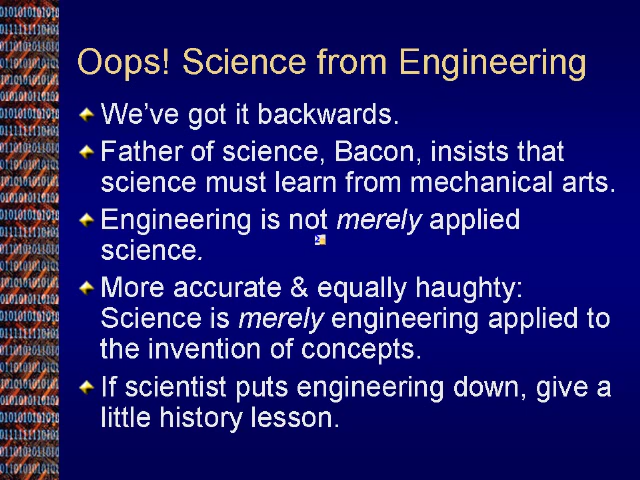 Oops! Science from Engineering
We've got it backwards.
Father of science, Bacon, insists that
science must learn from mechanical arts.
Engineering is not merely applied
science.
More accurate & equally haughty:
Science is merely engineering applied to
the invention of concepts.
If scientist puts engineering down, give a
little history lesson.